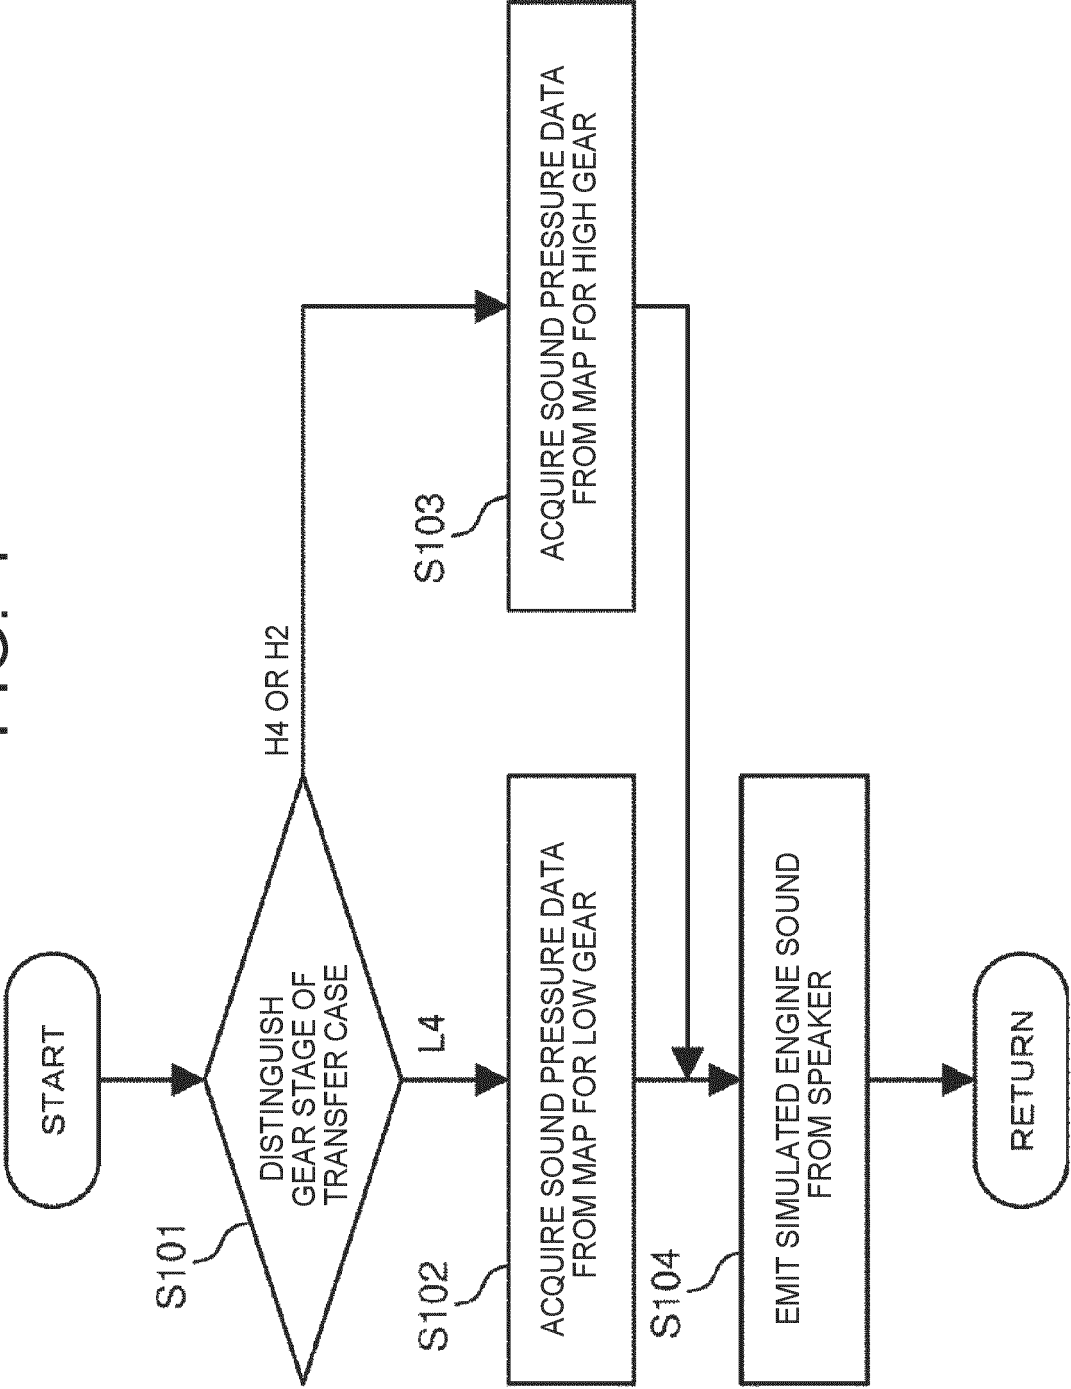 START
S101
DISTINGUISH
GEAR STAGE OF
TRANSFER CASE
H4 OR H2
L4
S102
ACQUIRE SOUND PRESSURE DATA
FROM MAP FOR LOW GEAR
S103
ACQUIRE SOUND PRESSURE DATA
FROM MAP FOR HIGH GEAR
S104
EMIT SIMULATED ENGINE SOUND
FROM SPEAKER
RETURN